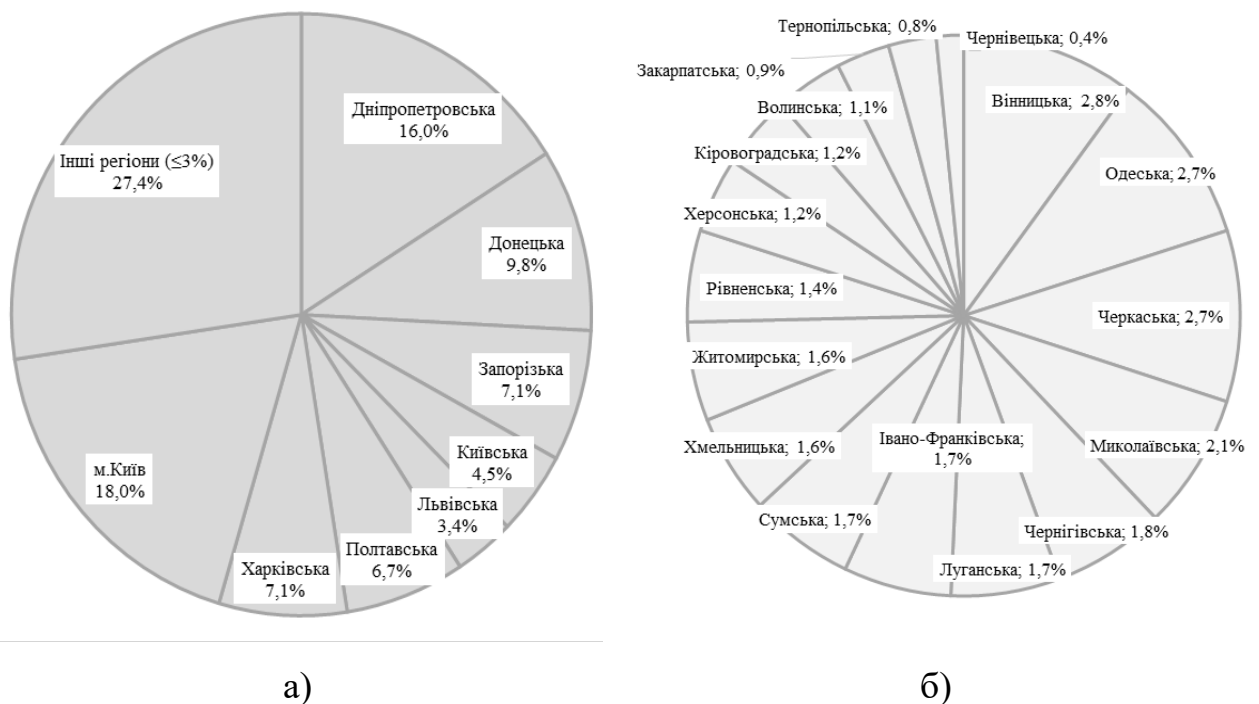 Дніпропетровська
16,0%
Донецька
9,8%
Запорізька
7,1%
Київська
4,5%
Львівська
3,4%
Полтавська
6,7%
Харківська
7,1%
м.Київ
18,0%
Інші регіони (≤3%)
27,4%
а)
Чернівецька; 0,4%
Вінницька; 2,8%
Одеська; 2,7%
Черкаська; 2,7%
Миколаївська; 2,1%
Чернігівська; 1,8%
Луганська; 1,7%
Івано-Франківська;
1,7%
Сумська; 1,7%
Хмельницька; 1,6%
Житомирська; 1,6%
Рівненська; 1,4%
Херсонська; 1,2%
Кіровоградська; 1,2%
Волинська; 1,1%
Закарпатська; 0,9%
Тернопільська; 0,8%
б)